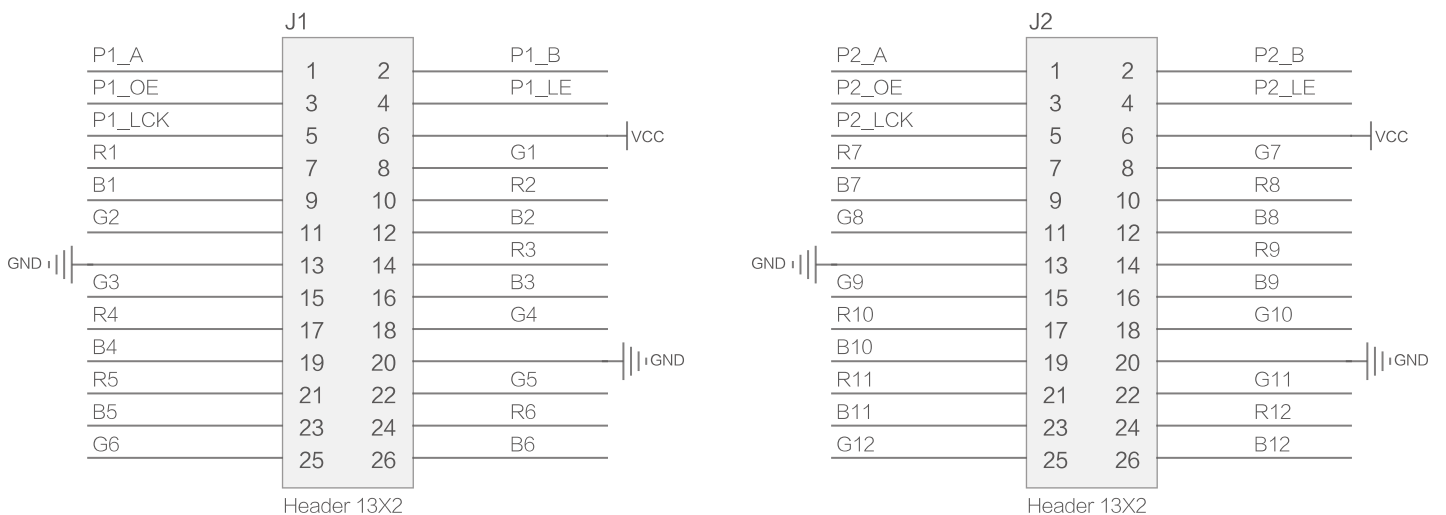 J1
P1_A 1 2 P1_B
P1_OE 3 4 P1_LE
P1_LCK 5 6 VCC
R1 7 8 G1
B1 9 10 R2
G2 11 12 B2
GND 13 14 R3
G3 15 16 B3
R4 17 18 G4
B4 19 20 GND
R5 21 22 G5
B5 23 24 R6
G6 25 26 B6
Header 13X2
J2
P2_A 1 2 P2_B
P2_OE 3 4 P2_LE
P2_LCK 5 6 VCC
R7 7 8 G7
B7 9 10 R8
G8 11 12 B8
GND 13 14 R9
G9 15 16 B9
R10 17 18 G10
B10 19 20 GND
R11 21 22 G11
B11 23 24 R12
G12 25 26 B12
Header 13X2